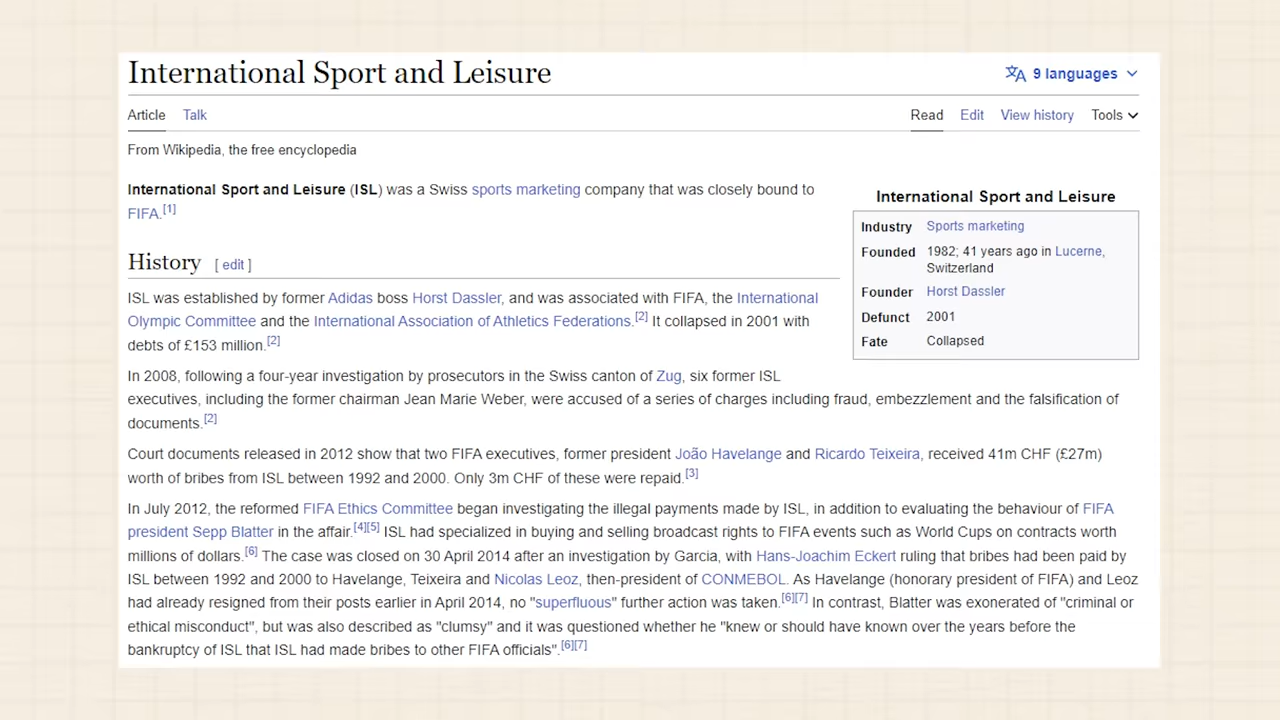 International Sport and Leisure
9 languages
Article Talk
Read Edit View history Tools
From Wikipedia, the free encyclopedia
International Sport and Leisure (ISL) was a Swiss sports marketing company that was closely bound to
FIFA.[1]
International Sport and Leisure
Industry Sports marketing
Founded 1982; 41 years ago in Lucerne,
Switzerland
Founder Horst Dassler
Defunct 2001
Fate Collapsed
History [ edit ]
ISL was established by former Adidas boss Horst Dassler, and was associated with FIFA, the International
Olympic Committee and the International Association of Athletics Federations.[2] It collapsed in 2001 with
debts of £153 million.[2]
In 2008, following a four-year investigation by prosecutors in the Swiss canton of Zug, six former ISL
executives, including the former chairman Jean Marie Weber, were accused of a series of charges including fraud, embezzlement and the falsification of
documents.[2]
Court documents released in 2012 show that two FIFA executives, former president João Havelange and Ricardo Teixeira, received 41m CHF (£27m)
worth of bribes from ISL between 1992 and 2000. Only 3m CHF of these were repaid.[3]
In July 2012, the reformed FIFA Ethics Committee began investigating the illegal payments made by ISL, in addition to evaluating the behaviour of FIFA
president Sepp Blatter in the affair.[4][5] ISL had specialized in buying and selling broadcast rights to FIFA events such as World Cups on contracts worth
millions of dollars.[6] The case was closed on 30 April 2014 after an investigation by Garcia, with Hans-Joachim Eckert ruling that bribes had been paid by
ISL between 1992 and 2000 to Havelange, Teixeira and Nicolas Leoz, then-president of CONMEBOL. As Havelange (honorary president of FIFA) and Leoz
had already resigned from their posts earlier in April 2014, no "superfluous" further action was taken.[6][7] In contrast, Blatter was exonerated of "criminal or
ethical misconduct", but was also described as "clumsy" and it was questioned whether he "knew or should have known over the years before the
bankruptcy of ISL that ISL had made bribes to other FIFA officials".[6][7]